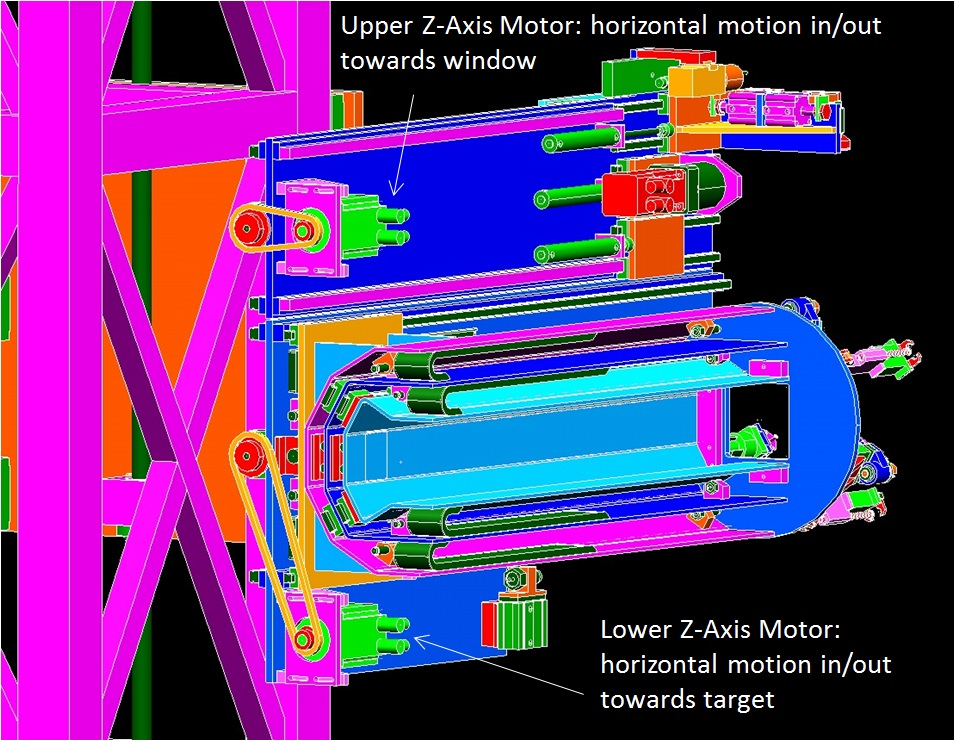 Upper Z-Axis Motor: horizontal motion in/out
towards window
Lower Z-Axis Motor:
horizontal motion in/out
towards target